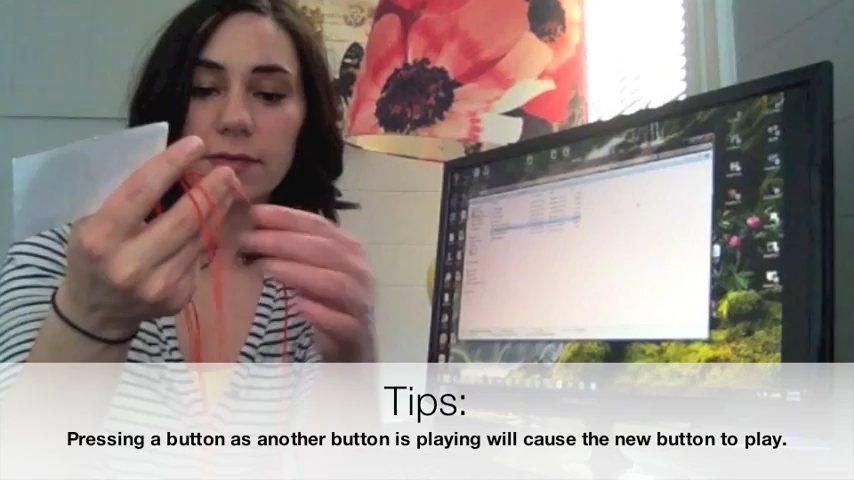 Tips:
Pressing a button as another button is playing will cause the new button to play.